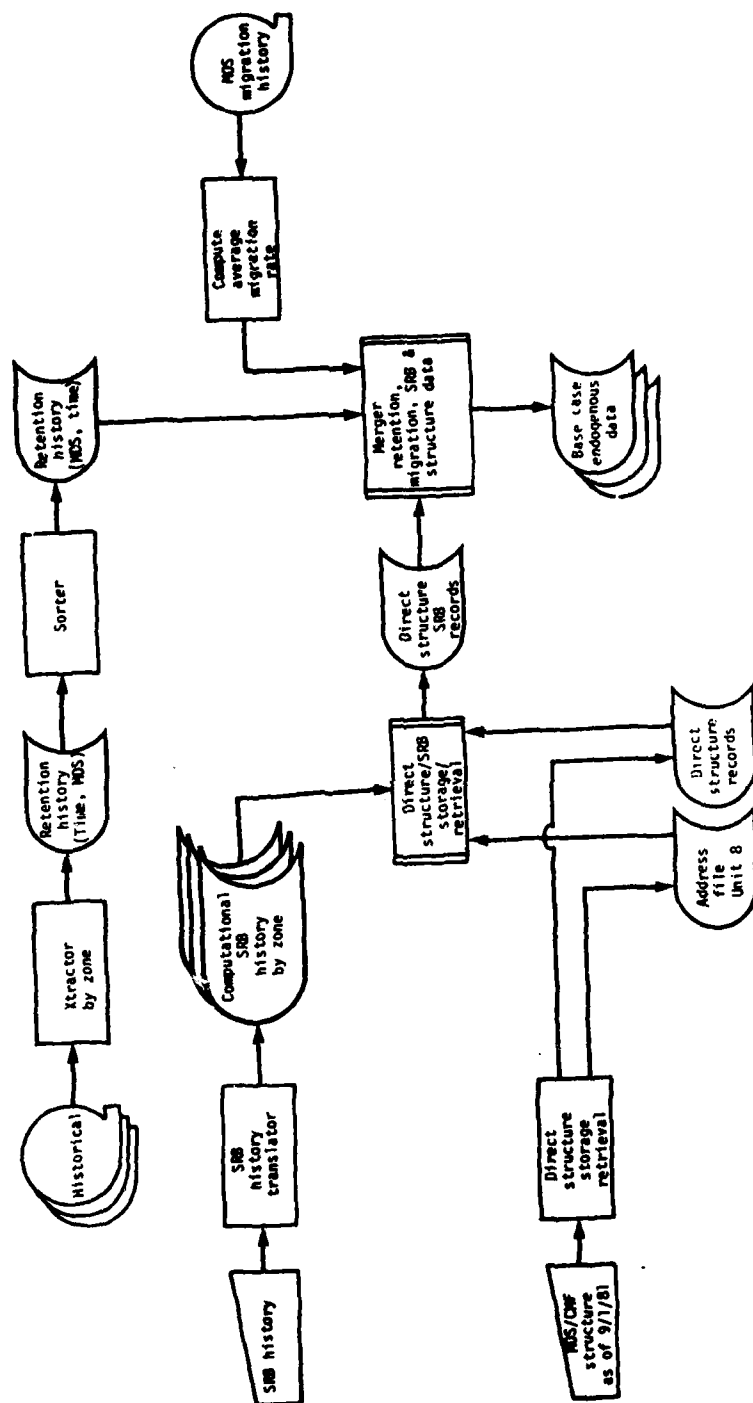 Historical
Xtractor
by zone
Retention
history
(Time, MOS)
Sorter
Retention
history
(MOS, time)
MOS
migration
history
Compute
average
migration
rate
SRB history
SRB
history
translator
Computational
SRB
history
by zone
Direct
structure/SRB
storage/
retrieval
Direct
structure
SRB
records
Merger
retention,
migration, SRB &
structure data
Base case
endogenous
data
MOS/CMF
structure
as of 9/1/81
Direct
structure
storage
retrieval
Address
file
Unit 8
Direct
structure
records